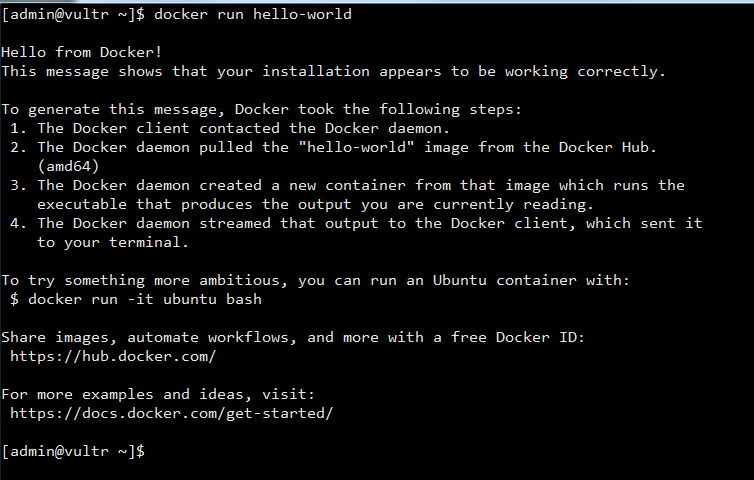 [admin@vultr ~]$ docker run hello-world
Hello from Docker!
This message shows that your installation appears to be working correctly.
To generate this message, Docker took the following steps:
1. The Docker client contacted the Docker daemon.
2. The Docker daemon pulled the "hello-world" image from the Docker Hub.
(amd64)
3. The Docker daemon created a new container from that image which runs the
executable that produces the output you are currently reading.
4. The Docker daemon streamed that output to the Docker client, which sent it
to your terminal.
To try something more ambitious, you can run an Ubuntu container with:
$ docker run -it ubuntu bash
Share images, automate workflows, and more with a free Docker ID:
https://hub.docker.com/
For more examples and ideas, visit:
https://docs.docker.com/get-started/
[admin@vultr ~]$